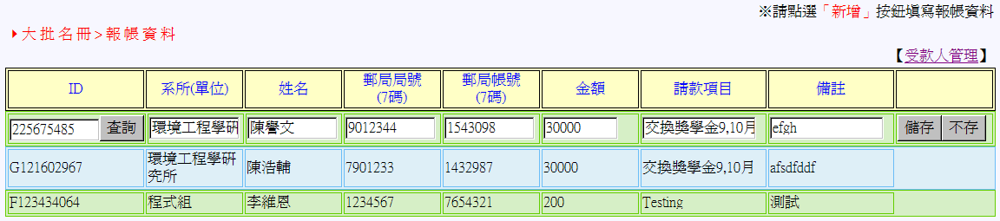 ※請點選「新增」按鈕填寫報帳資料
大批名冊>報帳資料
【受款人管理】
ID 系所(單位) 姓名 郵局局號 (7碼) 郵局帳號 (7碼) 金額 請款項目 備註
225675485 查詢 環境工程學研 陳譽文 9012344 1543098 30000 交換獎學金9,10月 efgh 儲存 不存
G121602967 環境工程學研究所 陳浩輔 7901233 1432987 30000 交換獎學金9,10月 afsdfddf
F123434064 程式組 李維恩 1234567 7654321 200 Testing 測試